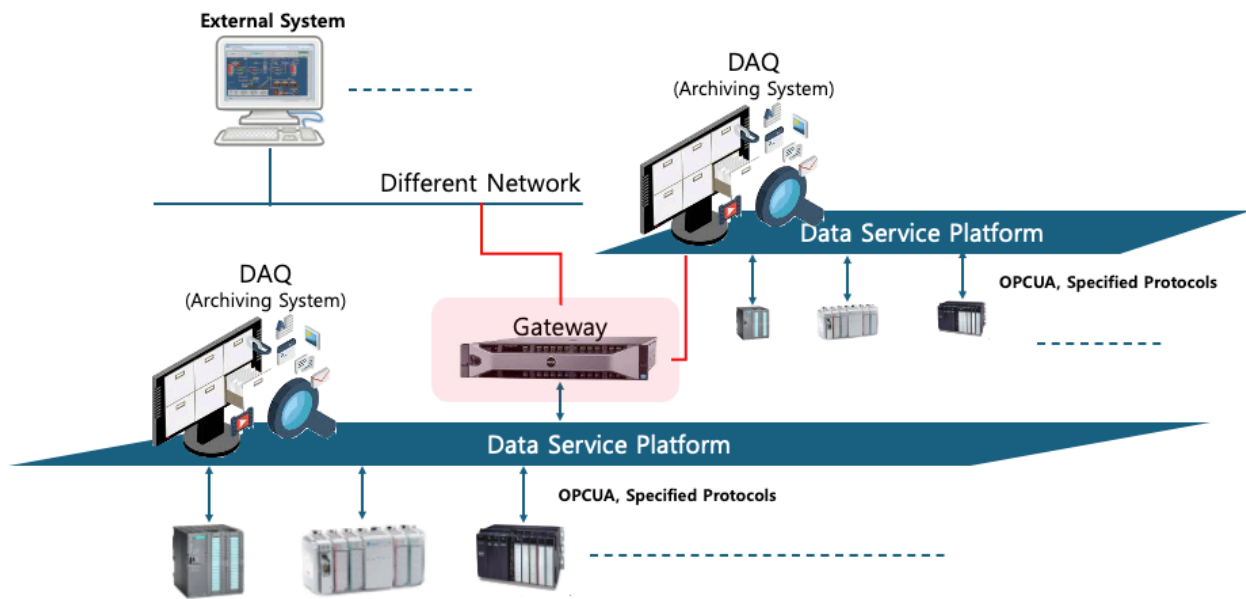 External System
DAQ
(Archiving System)
Different Network
Data Service Platform
OPCUA, Specified Protocols
DAQ
(Archiving System)
Gateway
Data Service Platform
OPCUA, Specified Protocols